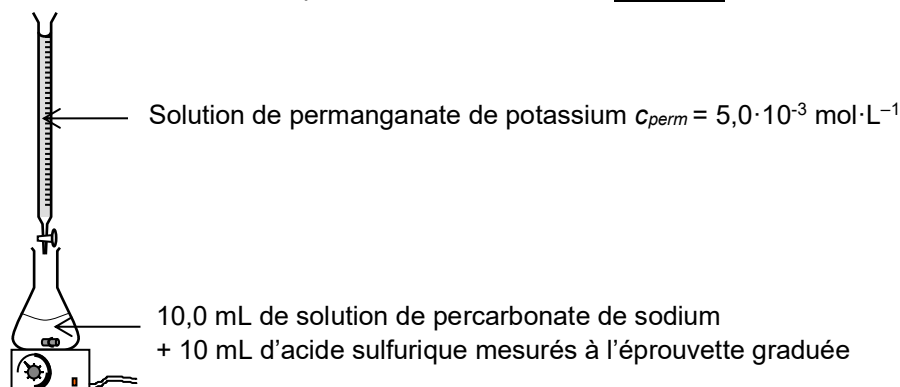 Solution de permanganate de potassium cperm = 5,0·10-3 mol·L–1
10,0 mL de solution de percarbonate de sodium
+ 10 mL d’acide sulfurique mesurés à l’éprouvette graduée